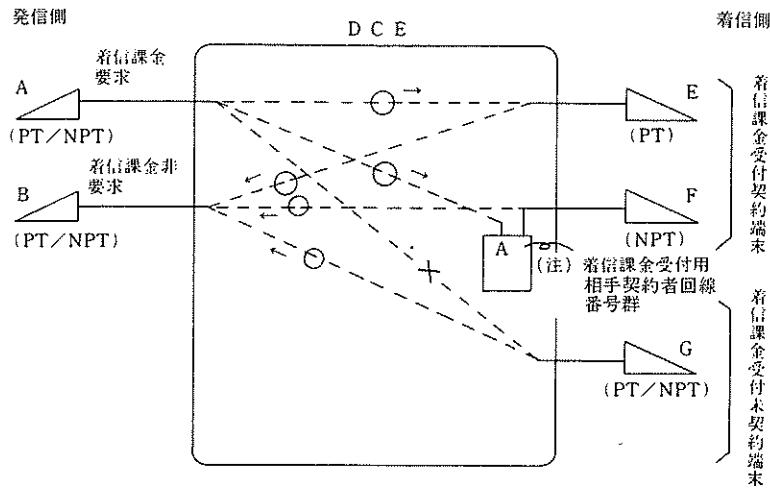 発信側
着信側
DCE
着信課金
要求
A
(PT/NPT)
E
(PT)
着信課金受付契約端末
着信課金非
要求
B
(PT/NPT)
F
(NPT)
A
(注)
着信課金受付用
相手契約者回線
番号群
G
(PT/NPT)
着信課金受付未契約端末